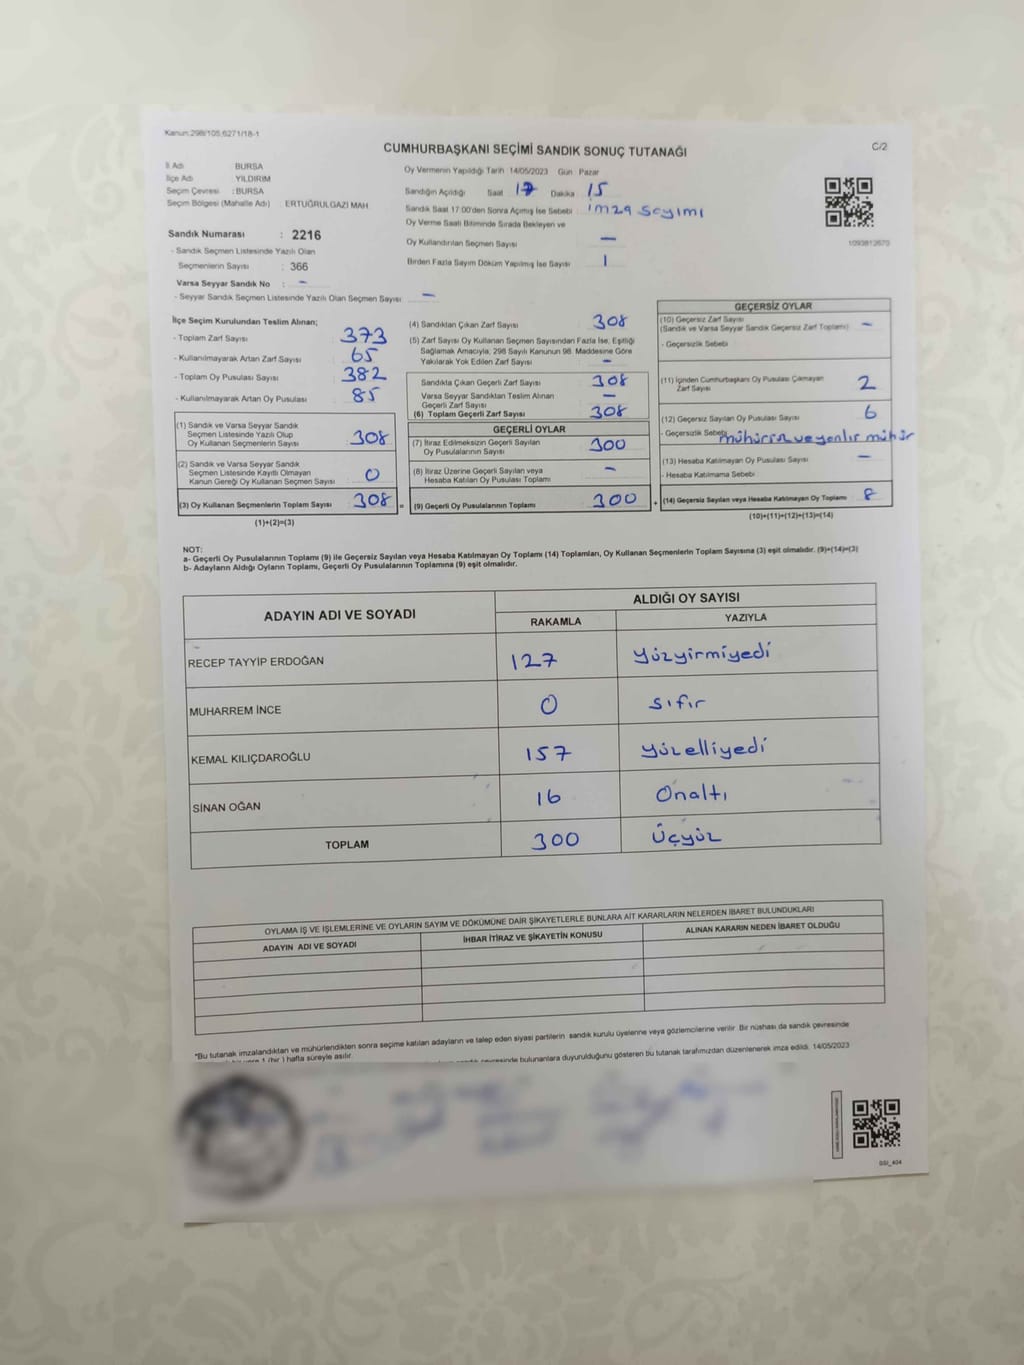 Kanun:298/105,6271/18-1
CUMHURBAŞKANI SEÇİMİ SANDIK SONUÇ TUTANAĞI
C/2
İl Adı BURSA
İlçe Adı YILDIRIM
Seçim Çevresi : BURSA
Seçim Bölgesi (Mahalle Adı) : ERTUĞRULGAZİ MAH
Sandık Numarası : 2216
- Sandık Seçmen Listesinde Yazılı Olan
Seçmenlerin Sayısı : 366
Varsa Seyyar Sandık No : -
- Seyyar Sandık Seçmen Listesinde Yazılı Olan Seçmen Sayısı : -
Oy Vermenin Yapıldığı Tarih 14/05/2023 Gün Pazar
Sandığın Açıldığı Saat 17 Dakika 15
Sandık Saat 17:00'den Sonra Açmış İse Sebebi : imza sayımı
Oy Verme Saati Bitiminde Sırada Bekleyen ve
Oy Kullandırılan Seçmen Sayısı -
Birden Fazla Sayım Döküm Yapılmış İse Sayısı 1
1093812670
İlçe Seçim Kurulundan Teslim Alınan;
- Toplam Zarf Sayısı 373
- Kullanılmayarak Artan Zarf Sayısı 65
- Toplam Oy Pusulası Sayısı 382
- Kullanılmayarak Artan Oy Pusulası 85
(1) Sandık ve Varsa Seyyar Sandık
Seçmen Listesinde Yazılı Olup
Oy Kullanan Seçmenlerin Sayısı 308
(2) Sandık ve Varsa Seyyar Sandık
Seçmen Listesinde Kayıtlı Olmayan
Kanun Gereği Oy Kullanan Seçmen Sayısı 0
(3) Oy Kullanan Seçmenlerin Toplam Sayısı 308 =
(1)+(2)=(3)
(4) Sandıktan Çıkan Zarf Sayısı 308
(5) Zarf Sayısı Oy Kullanan Seçmen Sayısından Fazla İse, Eşitliği
Sağlamak Amacıyla, 298 Sayılı Kanunun 98. Maddesine Göre
Yakılarak Yok Edilen Zarf Sayısı -
Sandıkta Çıkan Geçerli Zarf Sayısı 308
Varsa Seyyar Sandıktan Teslim Alınan
Geçerli Zarf Sayısı -
(6) Toplam Geçerli Zarf Sayısı 308
GEÇERLİ OYLAR
(7) İtiraz Edilmeksizin Geçerli Sayılan
Oy Pusulalarının Sayısı 300
(8) İtiraz Üzerine Geçerli Sayılan veya
Hesaba Katılan Oy Pusulası Toplamı -
(9) Geçerli Oy Pusulalarının Toplamı 300 +
GEÇERSİZ OYLAR
(10) Geçersiz Zarf Sayısı
(Sandık ve Varsa Seyyar Sandık Geçersiz Zarf Toplamı) -
- Geçersizlik Sebebi
(11) İçinden Cumhurbaşkanı Oy Pusulası Çıkmayan
Zarf Sayısı 2
(12) Geçersiz Sayılan Oy Pusulası Sayısı 6
- Geçersizlik Sebebi
(13) Hesaba Katılmayan Oy Pusulası Sayısı -
- Hesaba Katılmama Sebebi
(14) Geçersiz Sayılan veya Hesaba Katılmayan Oy Toplamı 8
(10)+(11)+(12)+(13)=(14)
NOT:
a- Geçerli Oy Pusulalarının Toplamı (9) ile Geçersiz Sayılan veya Hesaba Katılmayan Oy Toplamı (14) Toplamları, Oy Kullanan Seçmenlerin Toplam Sayısına (3) eşit olmalıdır. (9)+(14)=(3)
b- Adayların Aldığı Oyların Toplamı, Geçerli Oy Pusulalarının Toplamına (9) eşit olmalıdır.
ADAYIN ADI VE SOYADI
ALDIĞI OY SAYISI
RAKAMLA YAZIYLA
RECEP TAYYİP ERDOĞAN 127 yüzyirmiyedi
MUHARREM İNCE 0 sıfır
KEMAL KILIÇDAROĞLU 157 yüzelliyedi
SİNAN OĞAN 16 Onaltı
TOPLAM 300 Üçyüz
OYLAMA İŞ VE İŞLEMLERİNE VE OYLARIN SAYIM VE DÖKÜMÜNE DAİR ŞİKAYETLERLE BUNLARA AİT KARARLARIN NELERDEN İBARET BULUNDUKLARI
ADAYIN ADI VE SOYADI İHBAR İTİRAZ VE ŞİKAYETİN KONUSU ALINAN KARARIN NEDEN İBARET OLDUĞU
*Bu tutanak imzalandıktan ve mühürlendikten sonra seçime katılan adayların ve talep eden siyasi partilerin sandık kurulu üyelerine veya gözlemcilerine verilir. Bir nüshası da sandık çevresinde
1 (bir) hafta süreyle asılır.
bulunanlara duyurulduğunu gösteren bu tutanak tarafımızdan düzenlenerek imza edildi. 14/05/2023